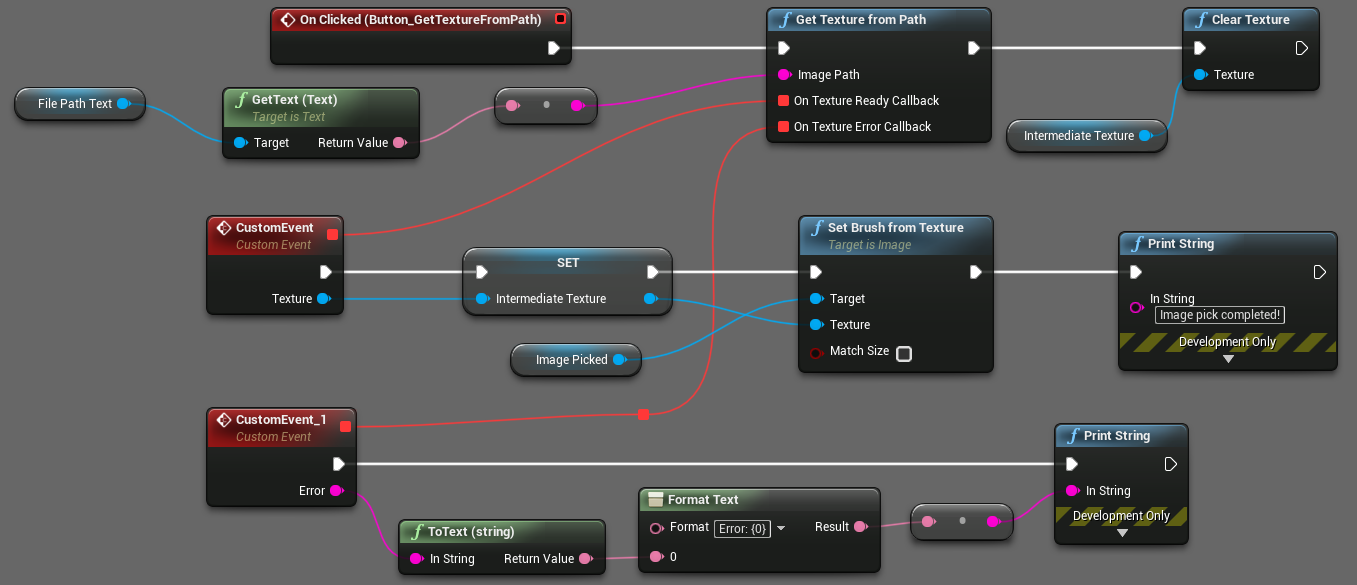 On Clicked (Button_GetTextureFromPath)
Get Texture from Path
Image Path
On Texture Ready Callback
On Texture Error Callback
Clear Texture
Texture
File Path Text
GetText (Text)
Target is Text
Target
Return Value
Intermediate Texture
CustomEvent
Custom Event
Texture
SET
Intermediate Texture
Set Brush from Texture
Target is Image
Target
Texture
Match Size
Print String
In String
Image pick completed!
Development Only
Image Picked
CustomEvent_1
Custom Event
Error
ToText (string)
In String
Return Value
Format Text
Format
Error: {0}
Result
0
Print String
In String
Development Only